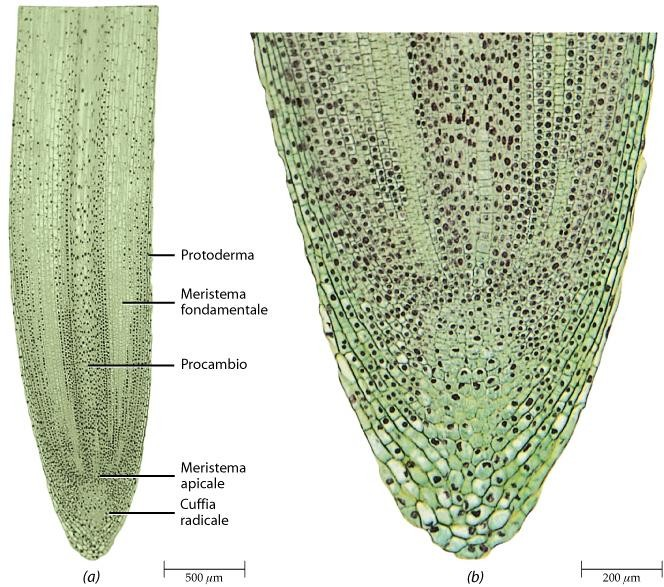 Protoderma
Meristema
fondamentale
Procambio
Meristema
apicale
Cuffia
radicale
(a)
500 μm
(b)
200 μm